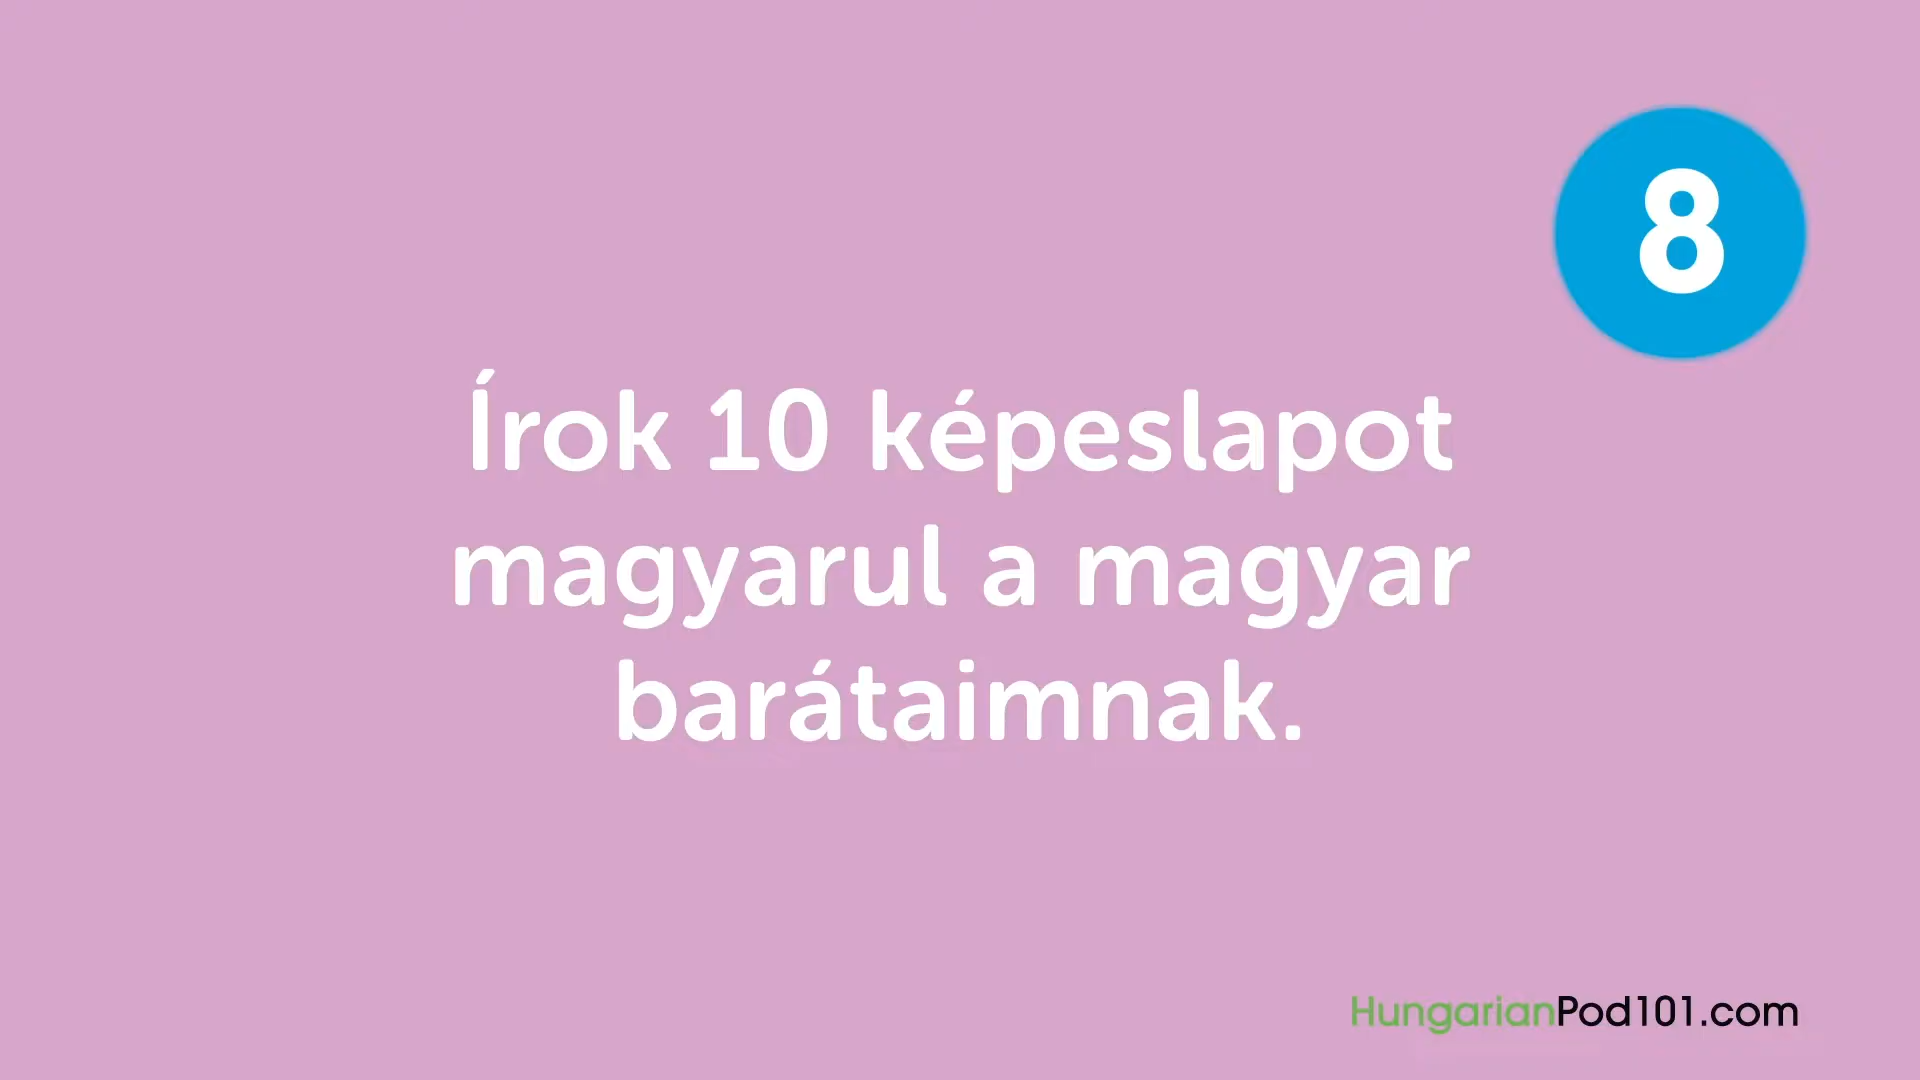 8
Írok 10 képeslapot
magyarul a magyar
barátaimnak.
HungarianPod101.com